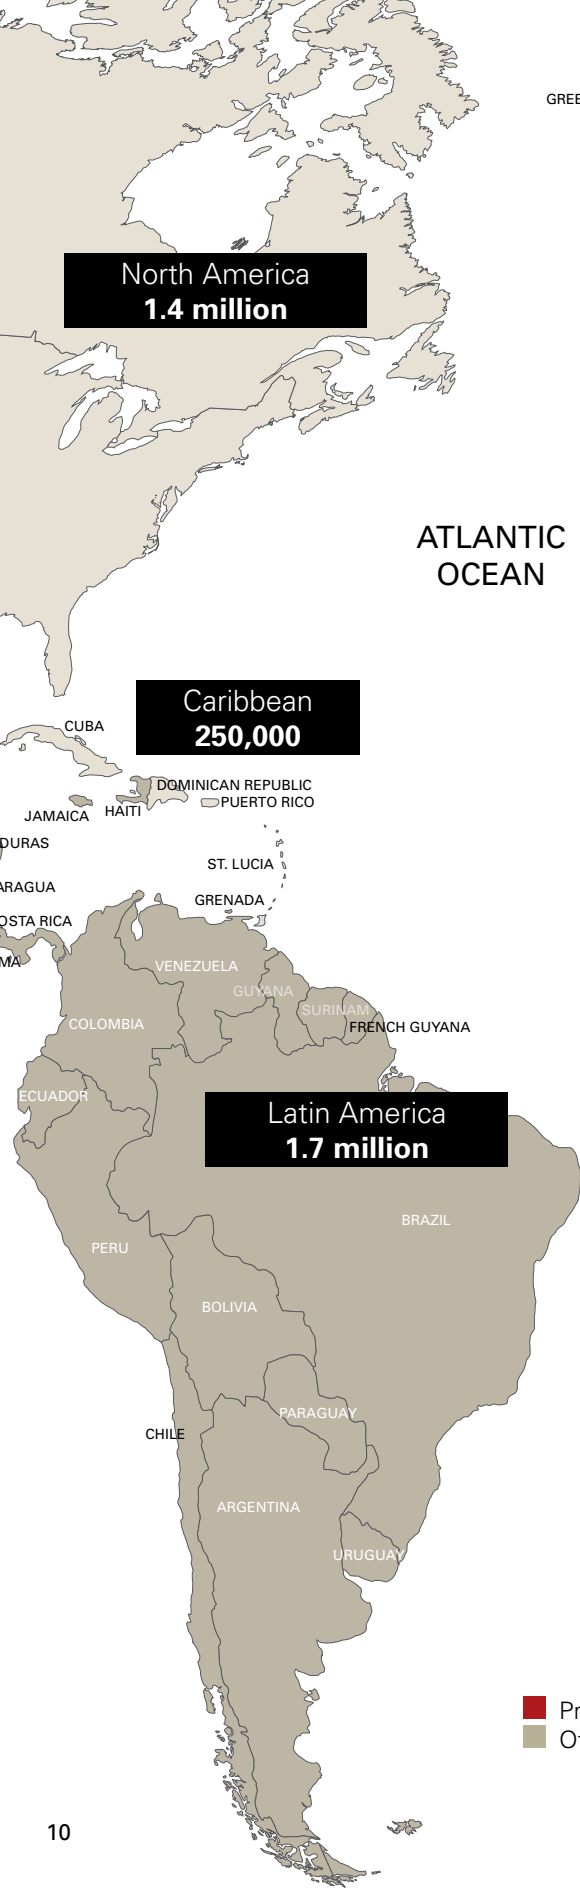 GREE
North America
1.4 million
ATLANTIC
OCEAN
Caribbean
250,000
CUBA
DOMINICAN REPUBLIC
PUERTO RICO
HAITI
JAMAICA
DURAS
ST. LUCIA
ARAGUA
GRENADA
OSTA RICA
MA
VENEZUELA
GUYANA
SURINAM
COLOMBIA
FRENCH GUYANA
ECUADOR
Latin America
1.7 million
BRAZIL
PERU
BOLIVIA
PARAGUAY
CHILE
ARGENTINA
URUGUAY
Pr
Ot
10